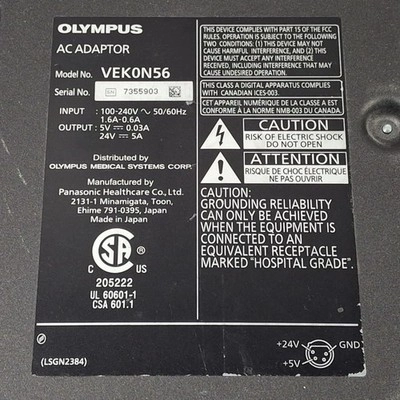 OLYMPUS
AC ADAPTOR
Model No. VEK0N56
Serial No. SN 7355903
INPUT : 100-240V ∿ 50/60Hz
1.6A-0.6A
OUTPUT : 5V ⎓ 0.03A
24V ⎓ 5A
Distributed by
OLYMPUS MEDICAL SYSTEMS CORP.
Manufactured by
Panasonic Healthcare Co., Ltd.
2131-1 Minamigata, Toon,
Ehime 791-0395, Japan
Made in Japan
SA
C US
205222
UL 60601-1
CSA 601.1
(LSGN2384)
THIS DEVICE COMPLIES WITH PART 15 OF THE FCC
RULES. OPERATION IS SUBJECT TO THE FOLLOWING
TWO CONDITIONS: (1) THIS DEVICE MAY NOT
CAUSE HARMFUL INTERFERENCE, AND (2) THIS
DEVICE MUST ACCEPT ANY INTERFERENCE
RECEIVED, INCLUDING INTERFERENCE THAT MAY
CAUSE UNDESIRED OPERATION.
THIS CLASS A DIGITAL APPARATUS COMPLIES
WITH CANADIAN ICES-003.
CET APPAREIL NUMÉRIQUE DE LA CLASSE A EST
CONFORME A LA NORME NMB-003 DU CANADA.
CAUTION
RISK OF ELECTRIC SHOCK
DO NOT OPEN
ATTENTION
RISQUE DE CHOC ÉLECTRIQUE
NE PAS OUVRIR
CAUTION:
GROUNDING RELIABILITY
CAN ONLY BE ACHIEVED
WHEN THE EQUIPMENT IS
CONNECTED TO AN
EQUIVALENT RECEPTACLE
MARKED "HOSPITAL GRADE".
+24V GND
+5V